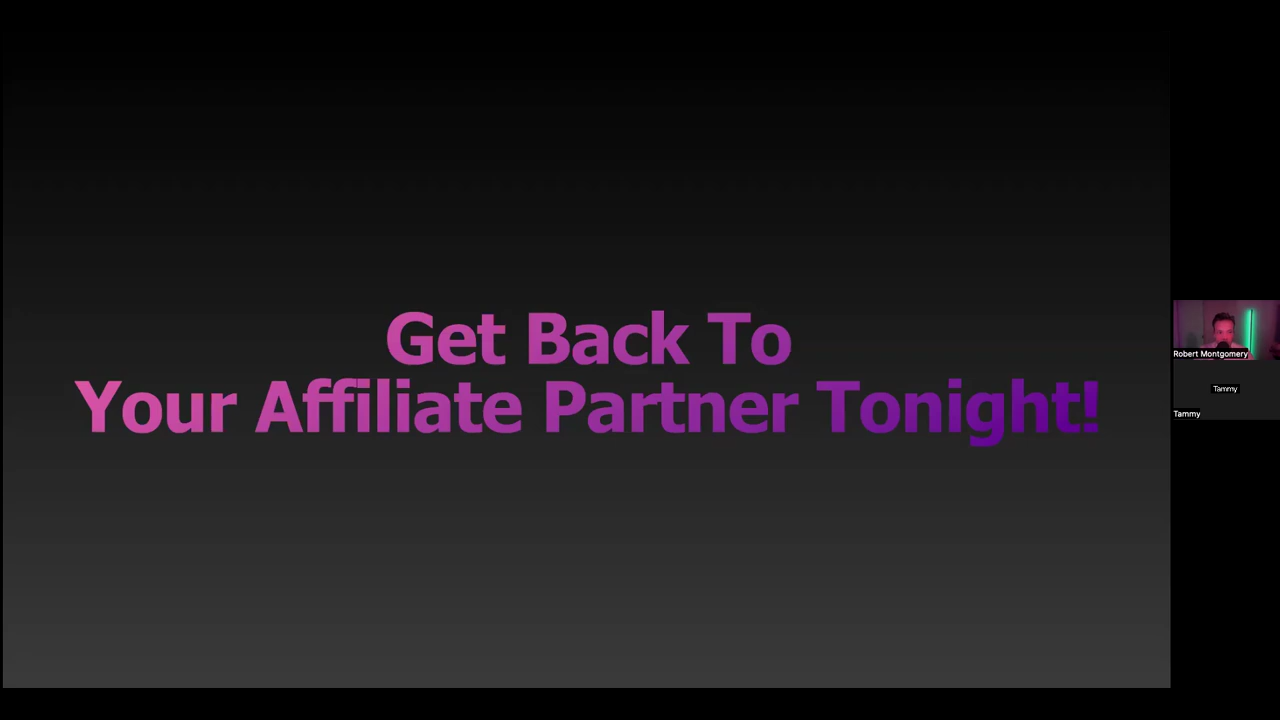 Get Back To
Your Affiliate Partner Tonight!
Robert Montgomery
Tammy
Tammy